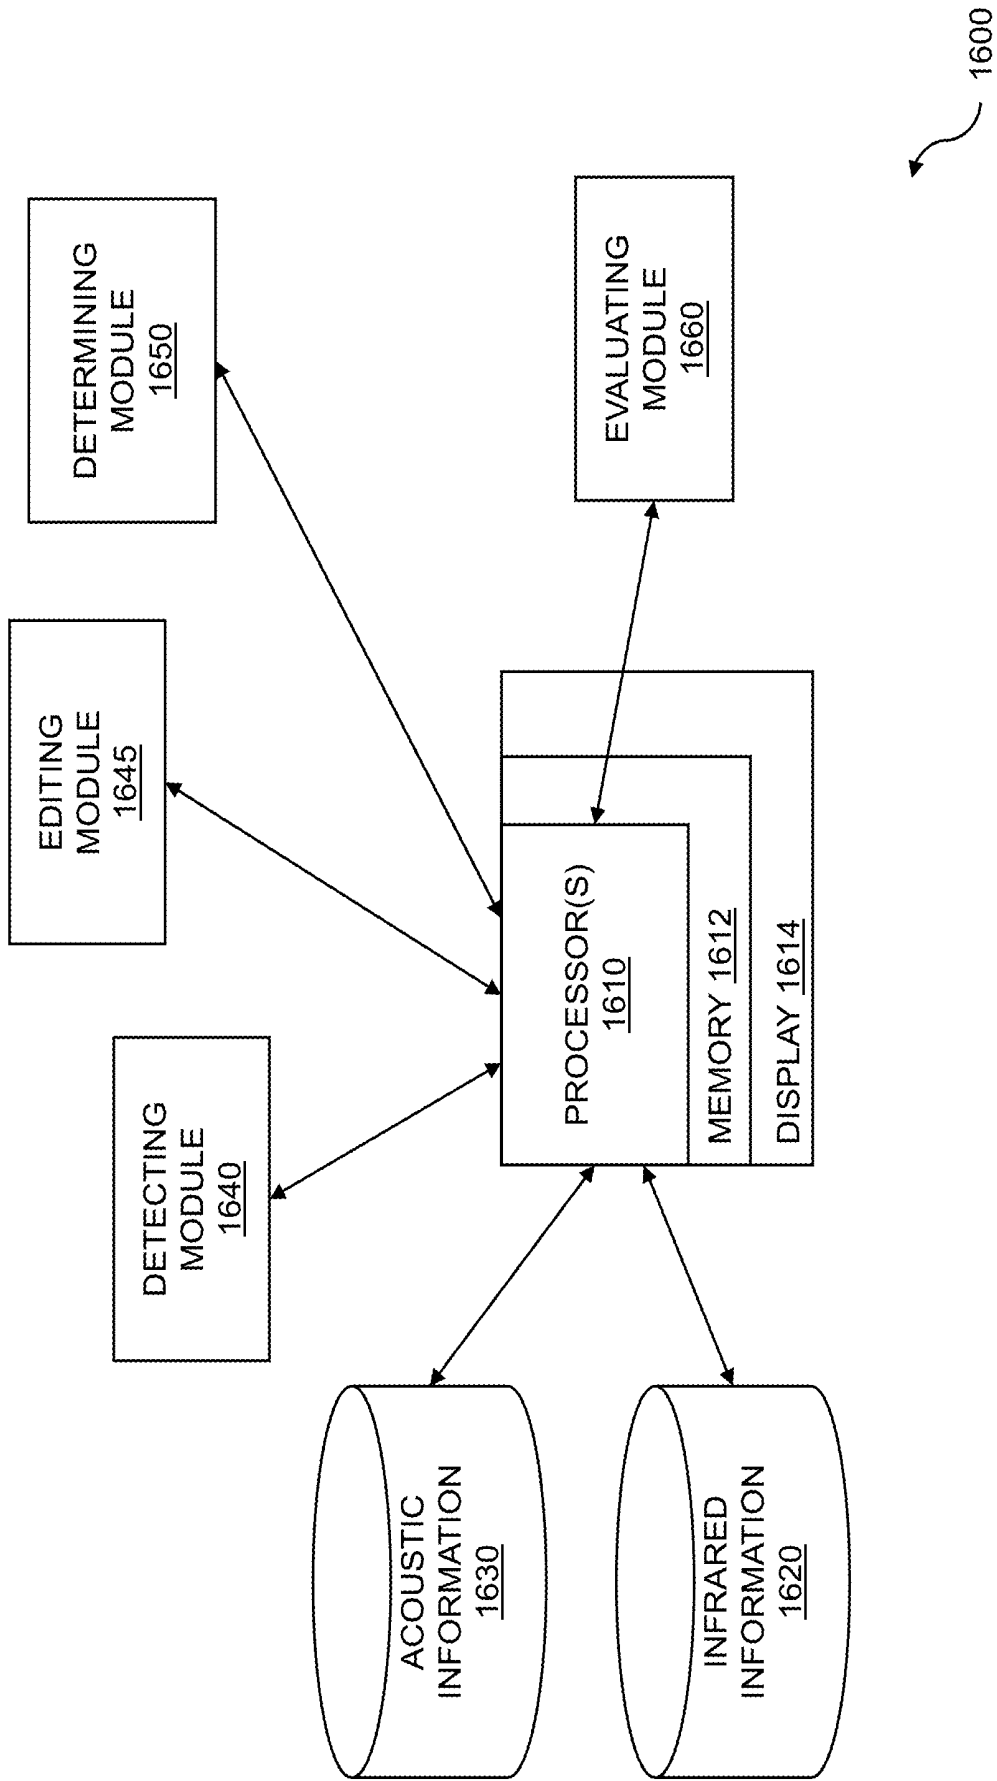 ACOUSTIC
INFORMATION
1630
INFRARED
INFORMATION
1620
DETECTING
MODULE
1640
EDITING
MODULE
1645
DETERMINING
MODULE
1650
PROCESSOR(S)
1610
MEMORY 1612
DISPLAY 1614
EVALUATING
MODULE
1660
1600